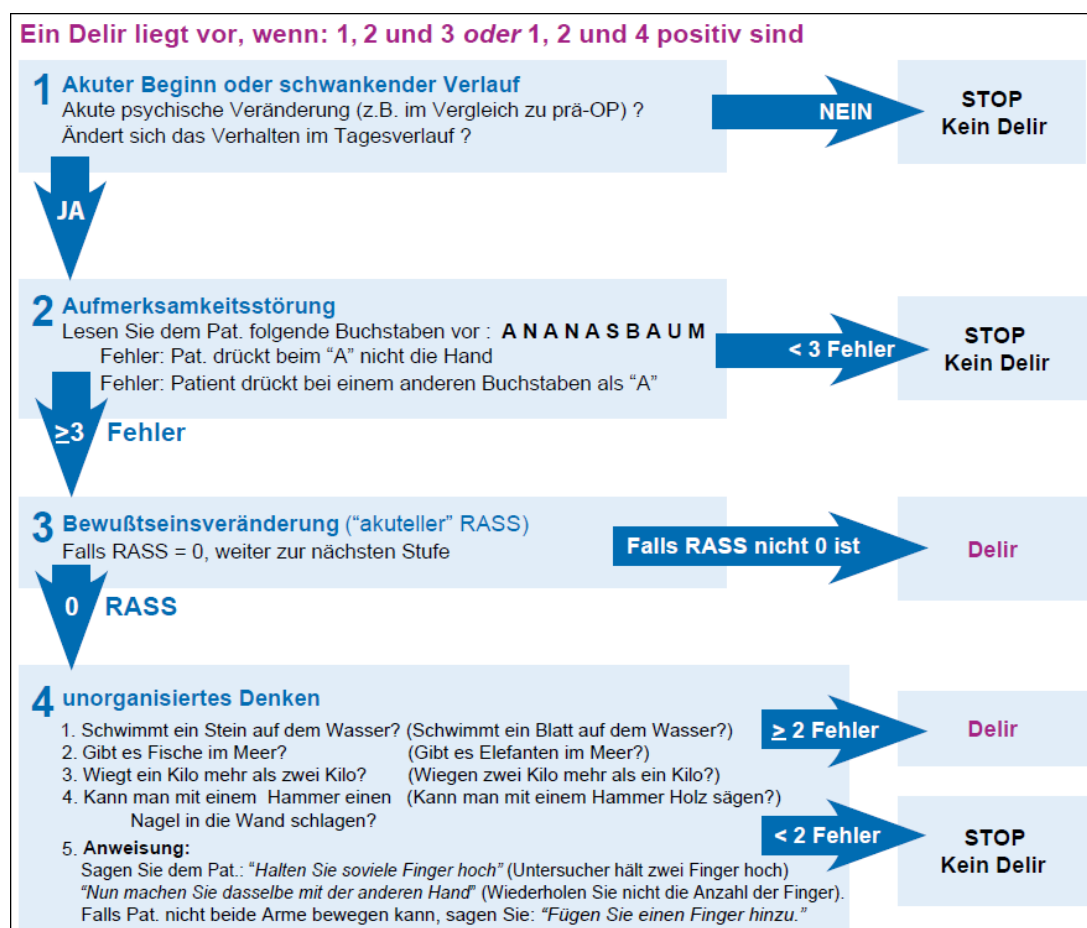 Ein Delir liegt vor, wenn: 1, 2 und 3 oder 1, 2 und 4 positiv sind
1 Akuter Beginn oder schwankender Verlauf
Akute psychische Veränderung (z.B. im Vergleich zu prä-OP) ?
Ändert sich das Verhalten im Tagesverlauf ?
NEIN
STOP
Kein Delir
JA
2 Aufmerksamkeitsstörung
Lesen Sie dem Pat. folgende Buchstaben vor : A N A N A S B A U M
Fehler: Pat. drückt beim “A” nicht die Hand
Fehler: Patient drückt bei einem anderen Buchstaben als “A”
< 3 Fehler
STOP
Kein Delir
≥3 Fehler
3 Bewußtseinsveränderung (“akuteller” RASS)
Falls RASS = 0, weiter zur nächsten Stufe
Falls RASS nicht 0 ist
Delir
0 RASS
4 unorganisiertes Denken
1. Schwimmt ein Stein auf dem Wasser? (Schwimmt ein Blatt auf dem Wasser?)
2. Gibt es Fische im Meer? (Gibt es Elefanten im Meer?)
3. Wiegt ein Kilo mehr als zwei Kilo? (Wiegen zwei Kilo mehr als ein Kilo?)
4. Kann man mit einem Hammer einen (Kann man mit einem Hammer Holz sägen?)
Nagel in die Wand schlagen?
≥ 2 Fehler
Delir
< 2 Fehler
STOP
Kein Delir
5. Anweisung:
Sagen Sie dem Pat.: “Halten Sie soviele Finger hoch” (Untersucher hält zwei Finger hoch)
“Nun machen Sie dasselbe mit der anderen Hand” (Wiederholen Sie nicht die Anzahl der Finger).
Falls Pat. nicht beide Arme bewegen kann, sagen Sie: “Fügen Sie einen Finger hinzu.”